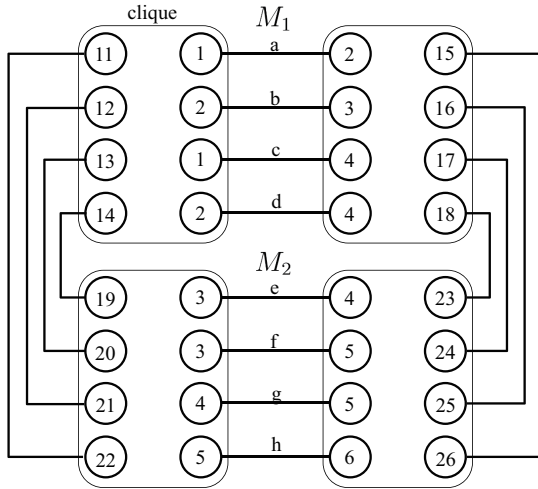 clique M₁
a
11 1 2 15
b
12 2 3 16
c
13 1 4 17
d
14 2 4 18
M₂
e
19 3 4 23
f
20 3 5 24
g
21 4 5 25
h
22 5 6 26